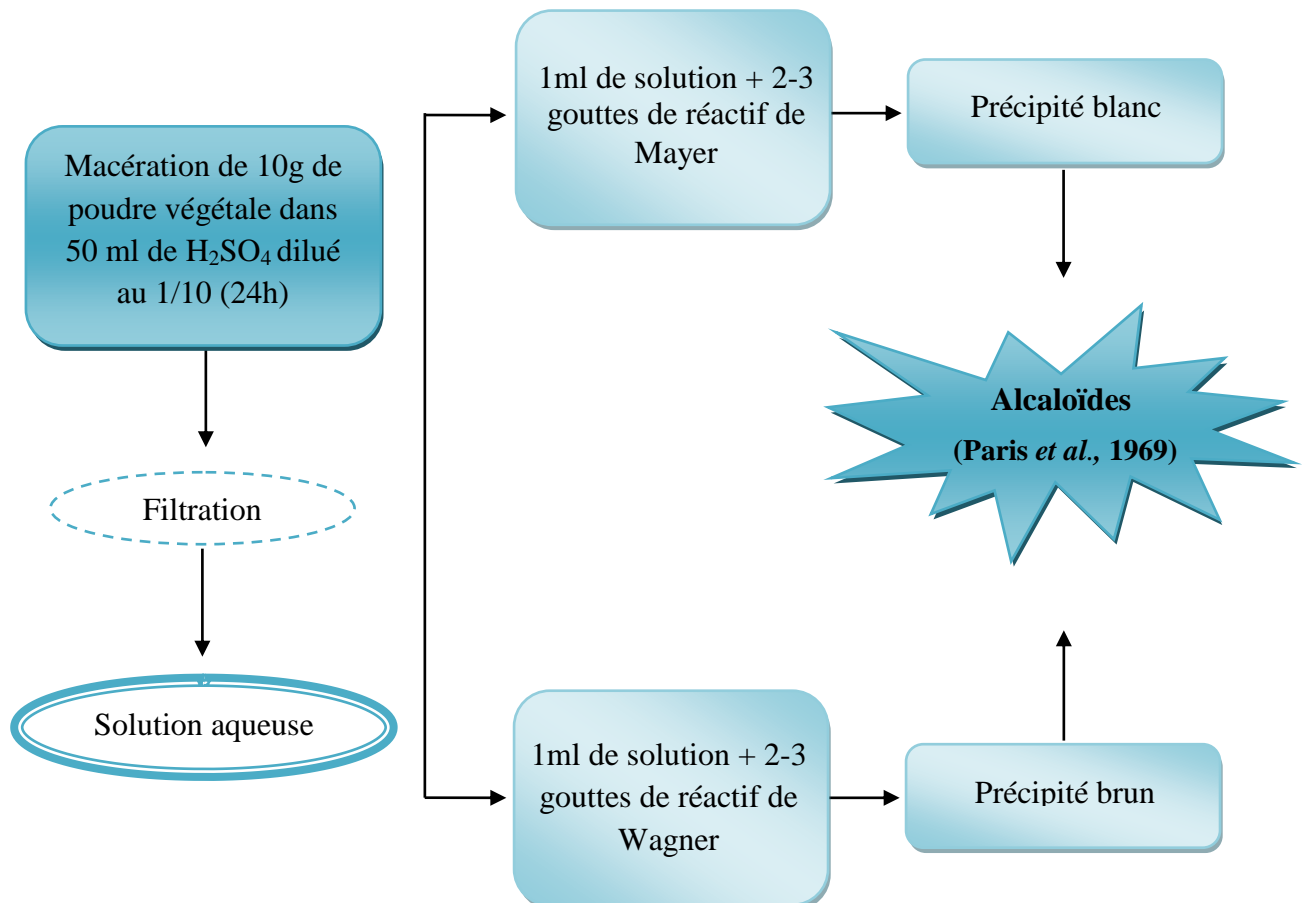 Macération de 10g de
poudre végétale dans
50 ml de H₂SO₄ dilué
au 1/10 (24h)
Filtration
Solution aqueuse
1ml de solution + 2-3
gouttes de réactif de
Mayer
Précipité blanc
Alcaloïdes
(Paris et al., 1969)
1ml de solution + 2-3
gouttes de réactif de
Wagner
Précipité brun